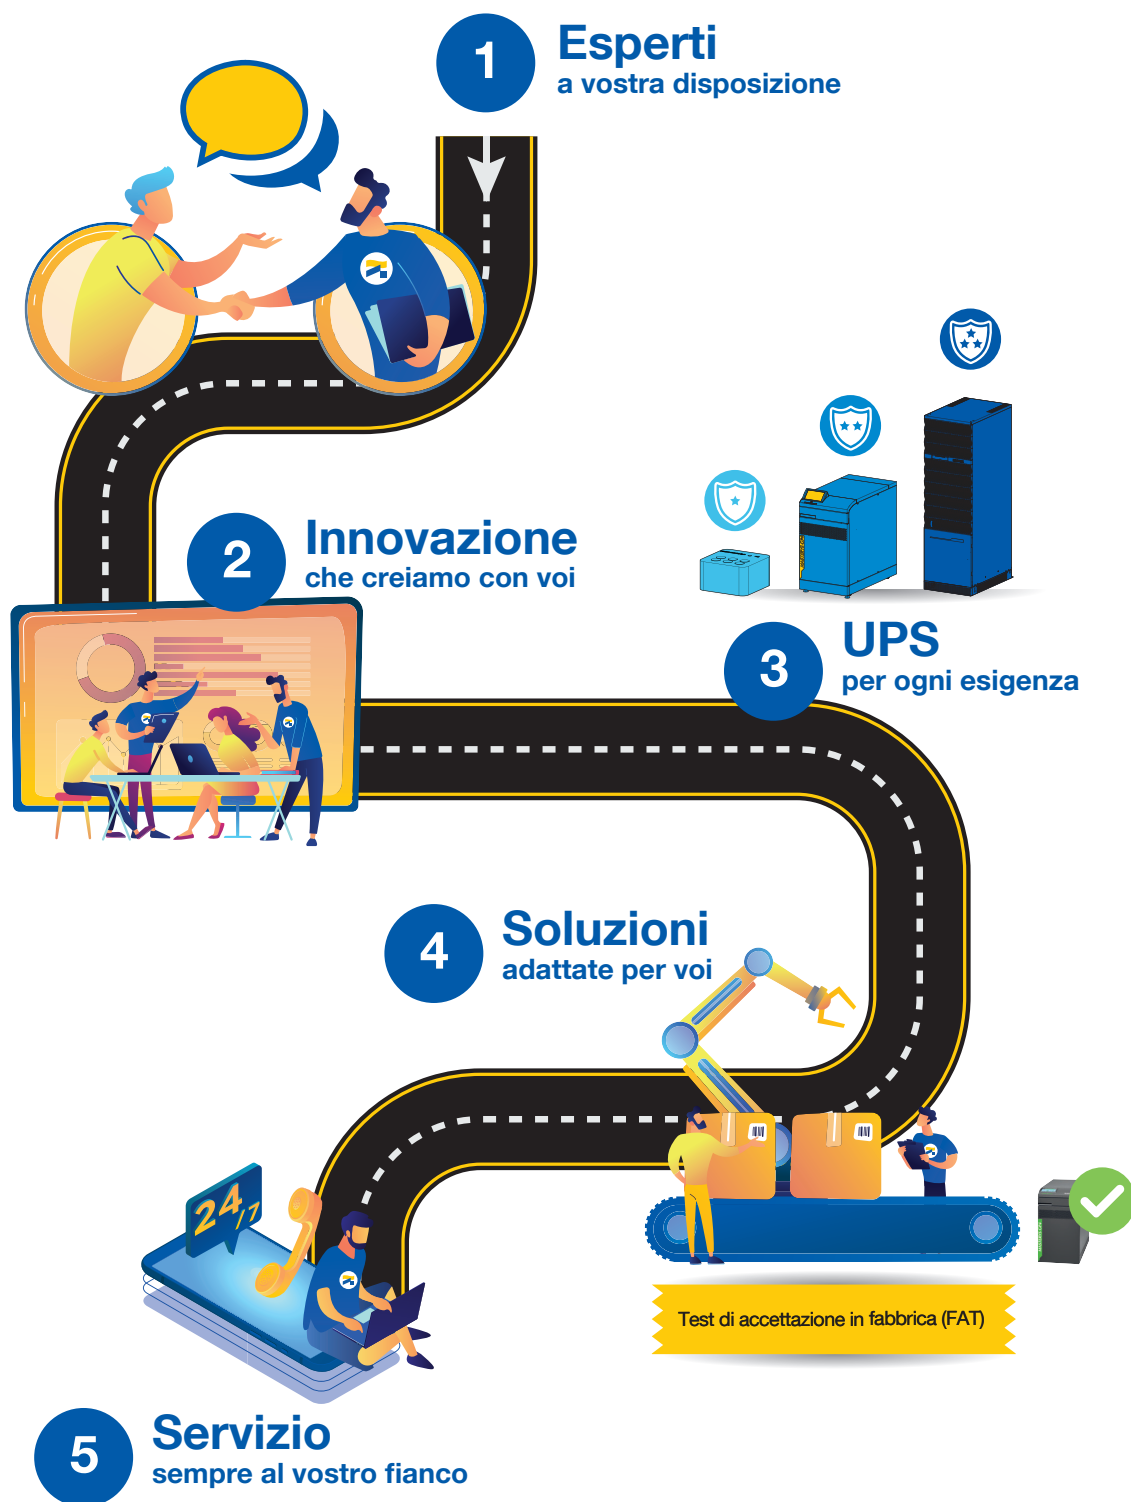 1
Esperti
a vostra disposizione
2
Innovazione
che creiamo con voi
3
UPS
per ogni esigenza
4
Soluzioni
adattate per voi
24/7
Test di accettazione in fabbrica (FAT)
5
Servizio
sempre al vostro fianco